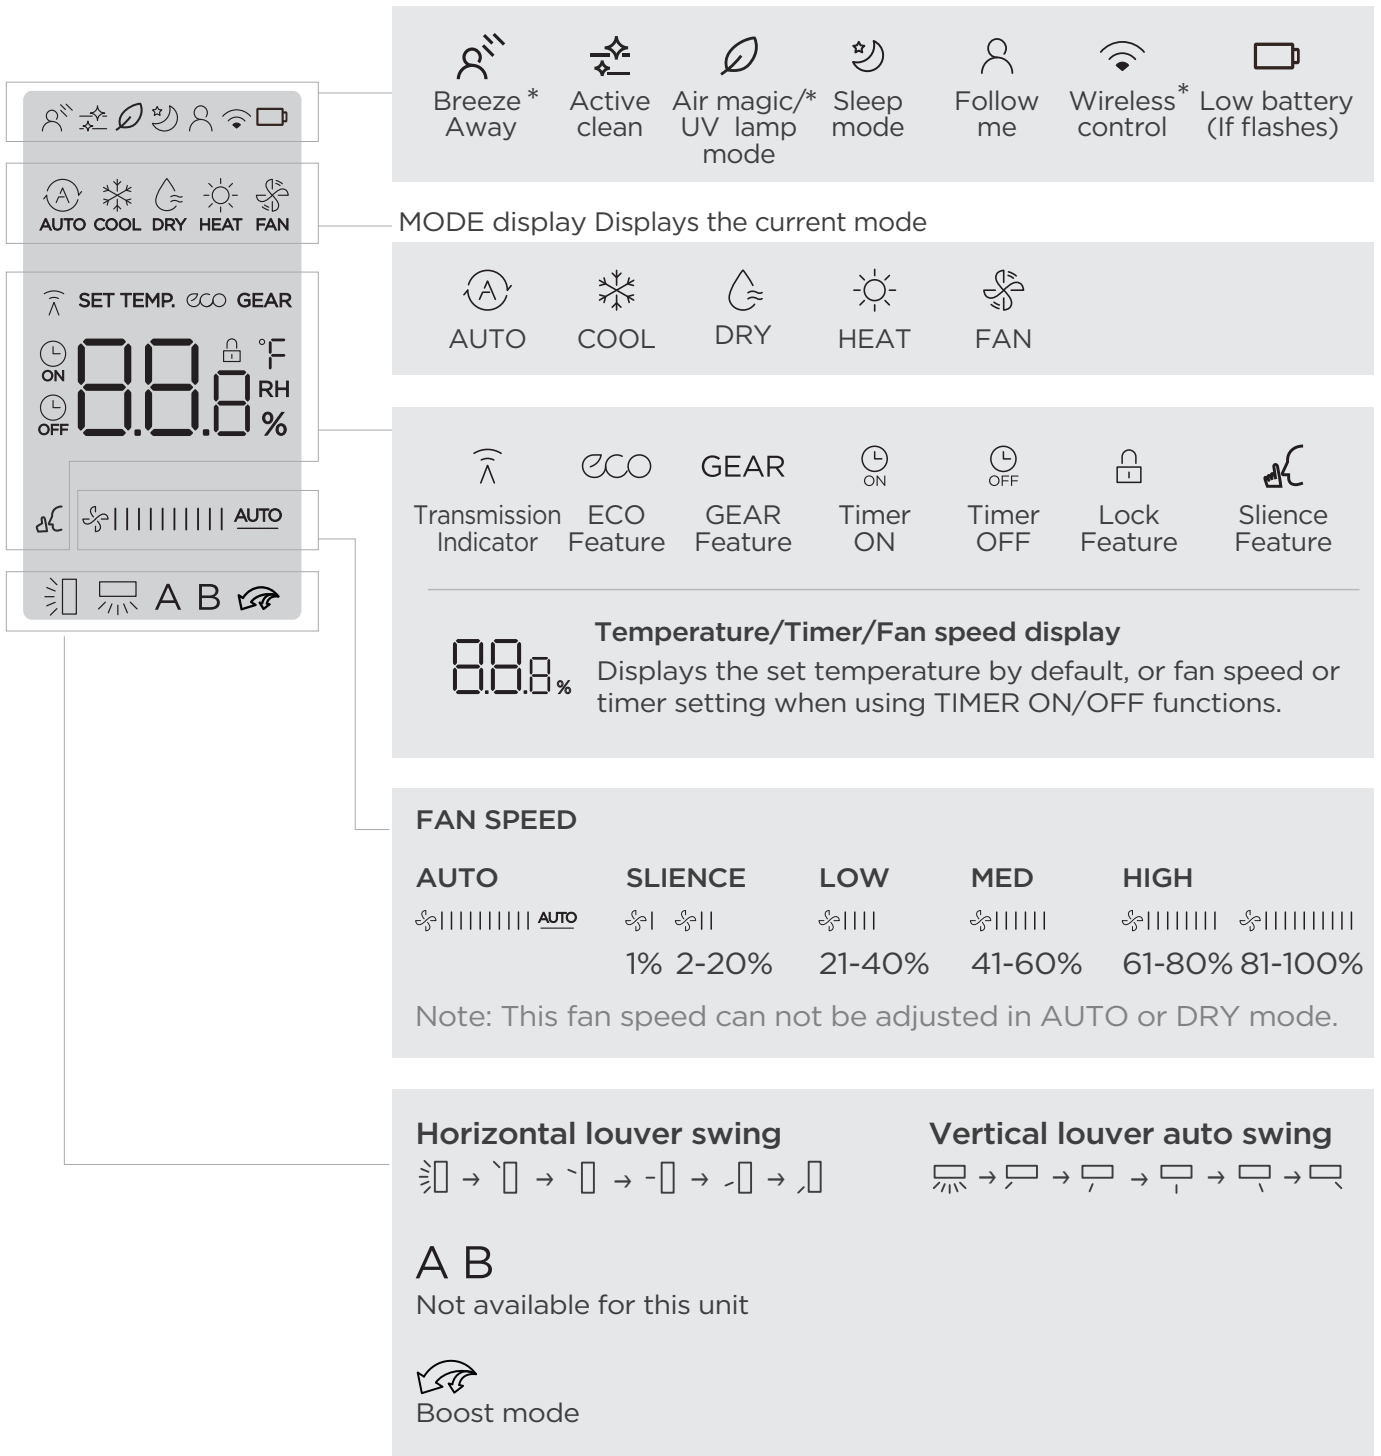 Breeze * Active Air magic/* Sleep Follow Wireless* Low battery
Away clean UV lamp mode me control (If flashes)
mode
AUTO COOL DRY HEAT FAN
MODE display Displays the current mode
AUTO COOL DRY HEAT FAN
SET TEMP. eco GEAR
ON 88.8 °F
RH
OFF %
AUTO
A B
eco GEAR ON OFF
Transmission ECO GEAR Timer Timer Lock Slience
Indicator Feature Feature ON OFF Feature Feature
Temperature/Timer/Fan speed display
88.8% Displays the set temperature by default, or fan speed or
timer setting when using TIMER ON/OFF functions.
FAN SPEED
AUTO SLIENCE LOW MED HIGH
AUTO
1% 2-20% 21-40% 41-60% 61-80% 81-100%
Note: This fan speed can not be adjusted in AUTO or DRY mode.
Horizontal louver swing Vertical louver auto swing
A B
Not available for this unit
Boost mode